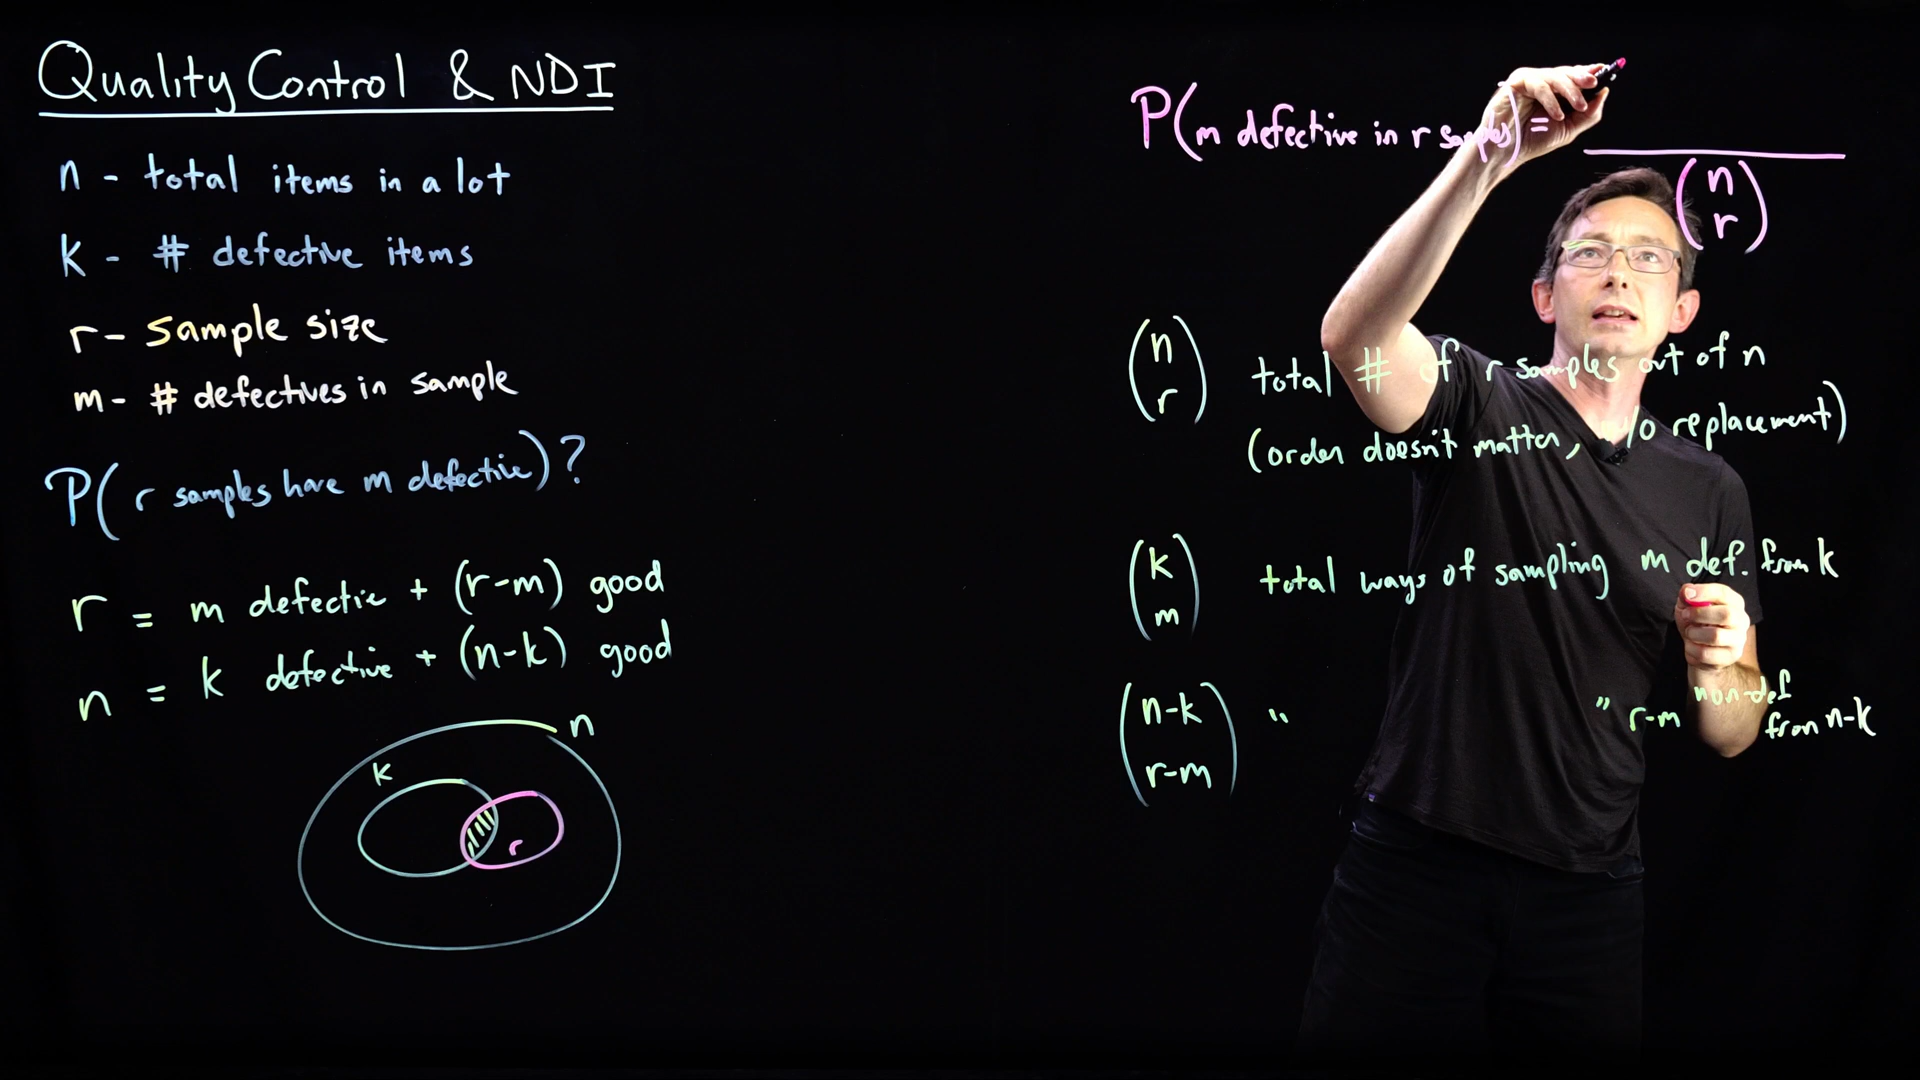 Quality Control & NDI
n - total items in a lot
k - # defective items
r - sample size
m - # defectives in sample
P( r samples have m defective)?
r = m defective + (r-m) good
n = k defective + (n-k) good
n
k
r
P(m defective in r samples) =
(n
r)
(n
r) total # of r samples out of n
(order doesn't matter, w/o replacement)
(k
m) total ways of sampling m def. from k
(n-k
r-m) " " r-m non-def
from n-k